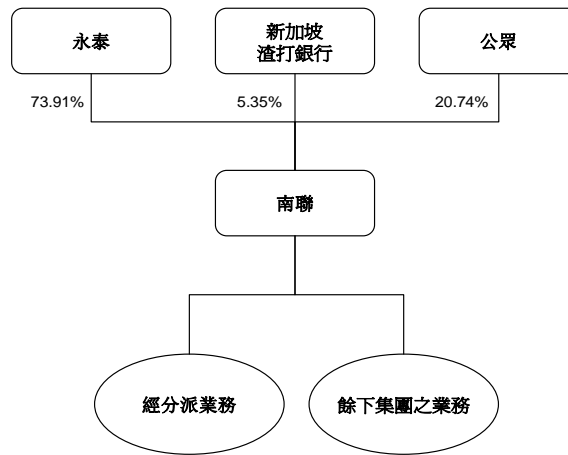 永泰
新加坡
渣打銀行
公眾
73.91%
5.35%
20.74%
南聯
經分派業務
餘下集團之業務